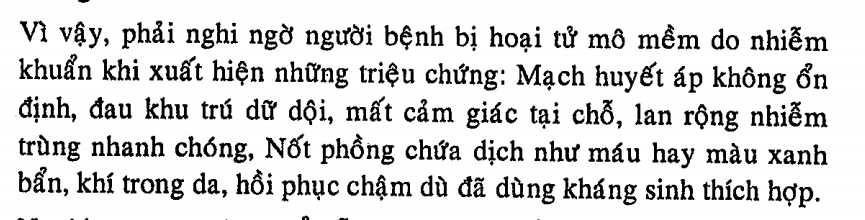 Vì vậy, phải nghi ngờ người bệnh bị hoại tử mô mềm do nhiễm
khuẩn khi xuất hiện những triệu chứng: Mạch huyết áp không ổn
định, đau khu trú dữ dội, mất cảm giác tại chỗ, lan rộng nhiễm
trùng nhanh chóng, Nốt phồng chứa dịch như máu hay màu xanh
bẩn, khí trong da, hồi phục chậm dù đã dùng kháng sinh thích hợp.